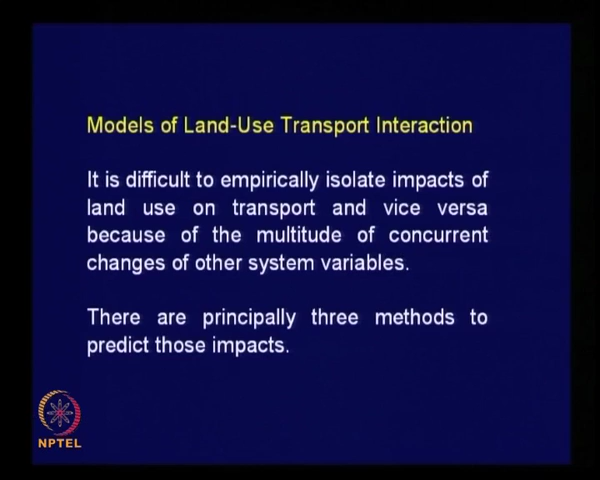 Models of Land-Use Transport Interaction
It is difficult to empirically isolate impacts of
land use on transport and vice versa
because of the multitude of concurrent
changes of other system variables.
There are principally three methods to
predict those impacts.
NPTEL